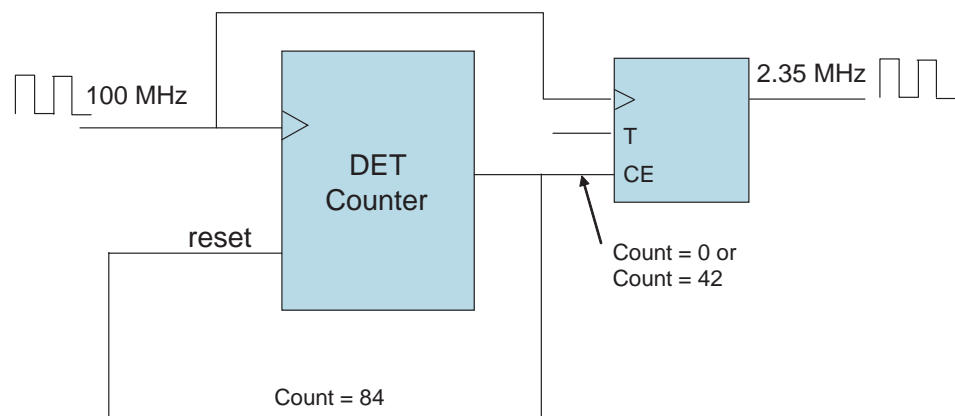 100 MHz
2.35 MHz
T
CE
DET
Counter
reset
Count = 0 or
Count = 42
Count = 84